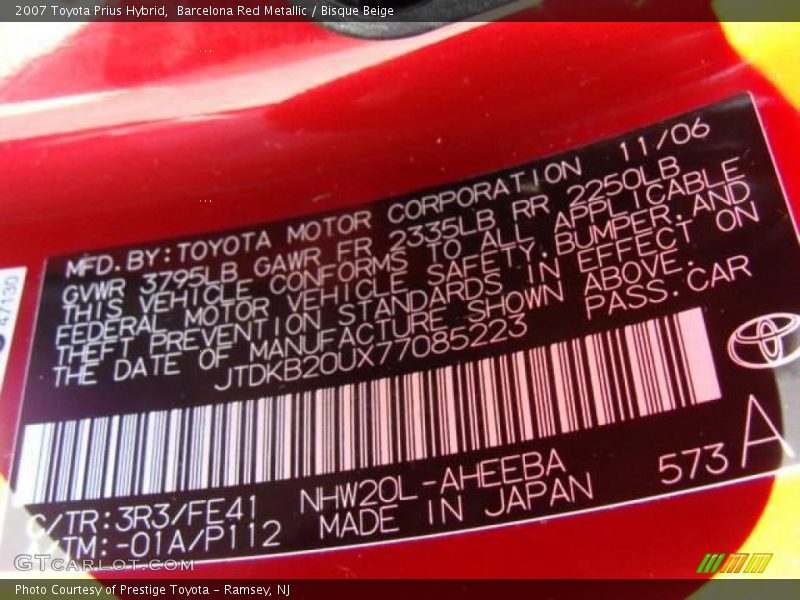 2007 Toyota Prius Hybrid, Barcelona Red Metallic / Bisque Beige
MFD.BY:TOYOTA MOTOR CORPORATION 11/06
GVWR 3795LB GAWR FR 2335LB RR 2250LB
THIS VEHICLE CONFORMS TO ALL APPLICABLE
FEDERAL MOTOR VEHICLE SAFETY,BUMPER,AND
THEFT PREVENTION STANDARDS IN EFFECT ON
THE DATE OF MANUFACTURE SHOWN ABOVE.
JTDKB20UX77085223 PASS.CAR
47130
C/TR:3R3/FE41 NHW20L-AHEEBA 573 A
/TM:-01A/P112 MADE IN JAPAN
GTCARLOT.COM
Photo Courtesy of Prestige Toyota - Ramsey, NJ